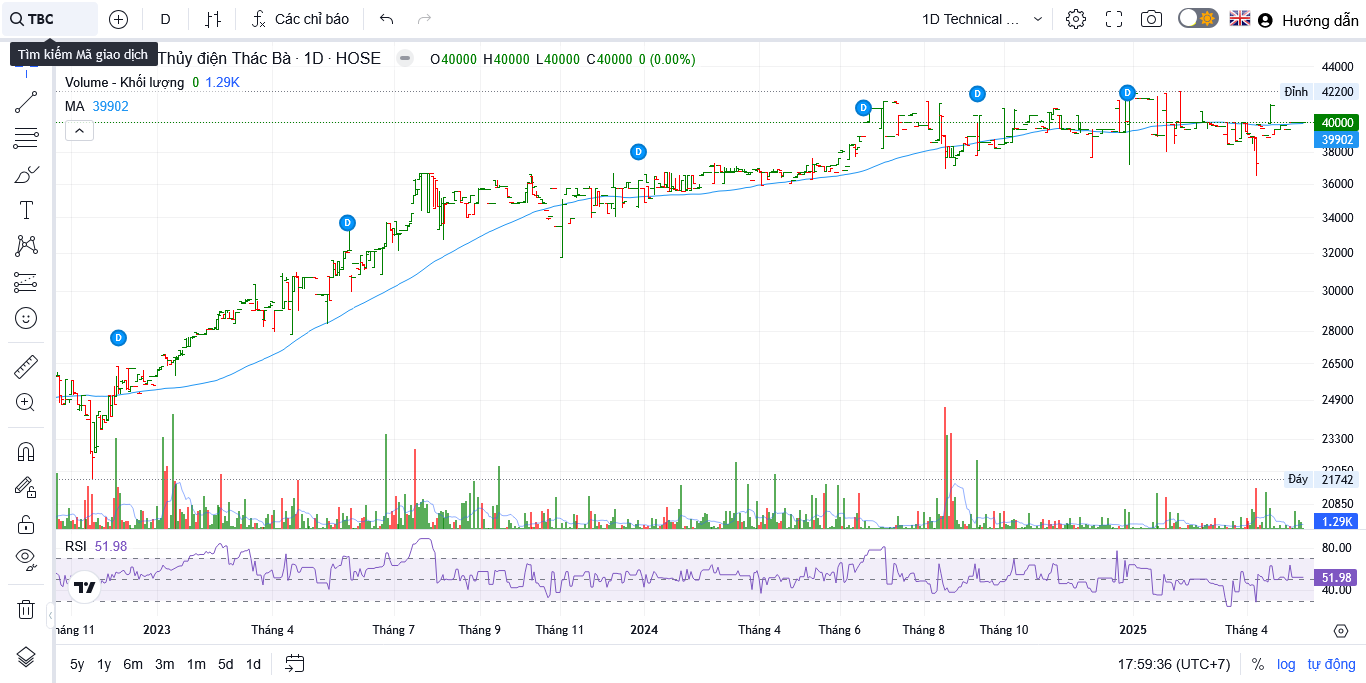 TBC
D
Các chỉ báo
1D Technical ...
Hướng dẫn
Tìm kiếm Mã giao dịch
Thủy điện Thác Bà · 1D · HOSE
O40000 H40000 L40000 C40000 0 (0.00%)
Volume - Khối lượng 0 1.29K
MA 39902
D
D
D
D
D
D
44000
Đỉnh 42200
40000
39902
38000
36000
34000
32000
30000
28000
26500
24900
23300
22050
Đáy 21742
20850
1.29K
RSI 51.98
80.00
51.98
40.00
háng 11 2023 Tháng 4 Tháng 7 Tháng 9 Tháng 11 2024 Tháng 4 Tháng 6 Tháng 8 Tháng 10 2025 Tháng 4
5y 1y 6m 3m 1m 5d 1d
17:59:36 (UTC+7) % log tự động